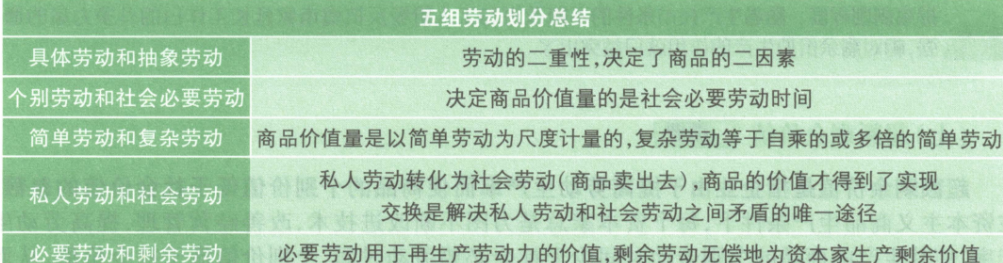 五组劳动划分总结
具体劳动和抽象劳动 劳动的二重性,决定了商品的二因素
个别劳动和社会必要劳动 决定商品价值量的是社会必要劳动时间
简单劳动和复杂劳动 商品价值量是以简单劳动为尺度计量的,复杂劳动等于自乘的或多倍的简单劳动
私人劳动和社会劳动 私人劳动转化为社会劳动(商品卖出去),商品的价值才得到了实现
交换是解决私人劳动和社会劳动之间矛盾的唯一途径
必要劳动和剩余劳动 必要劳动用于再生产劳动力的价值,剩余劳动无偿地为资本家生产剩余价值